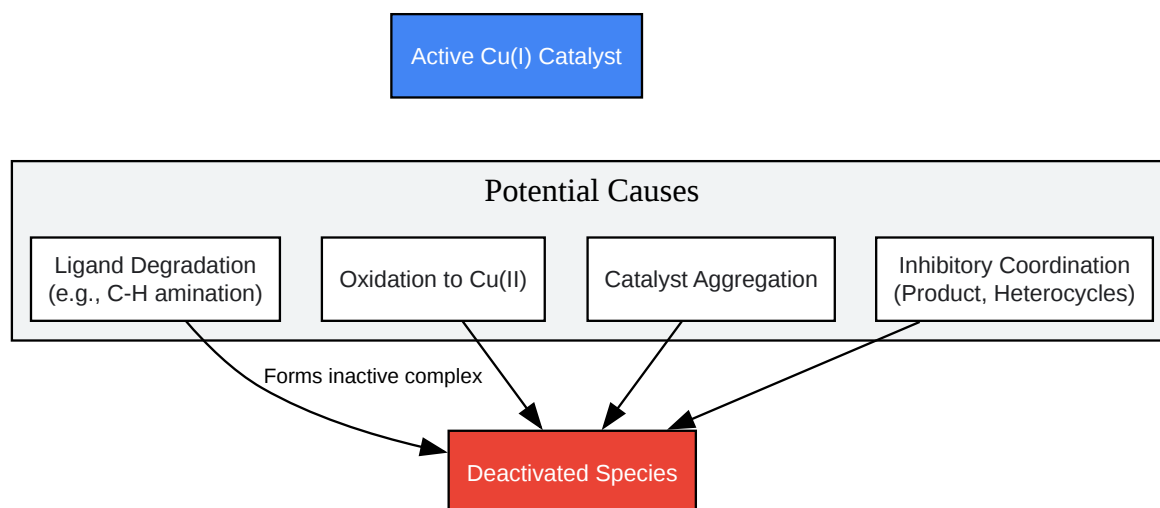 Active Cu(I) Catalyst
Potential Causes
Ligand Degradation
(e.g., C-H amination)
Oxidation to Cu(II)
Catalyst Aggregation
Inhibitory Coordination
(Product, Heterocycles)
Forms inactive complex
Deactivated Species